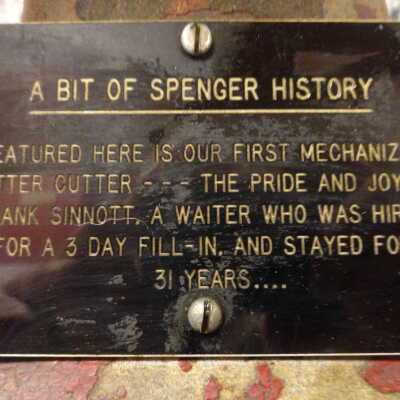 A BIT OF SPENGER HISTORY
EATURED HERE IS OUR FIRST MECHANIZ
TTER CUTTER - - - THE PRIDE AND JOY
ANK SINNOTT. A WAITER WHO WAS HIR
FOR A 3 DAY FILL-IN, AND STAYED FO
31 YEARS....